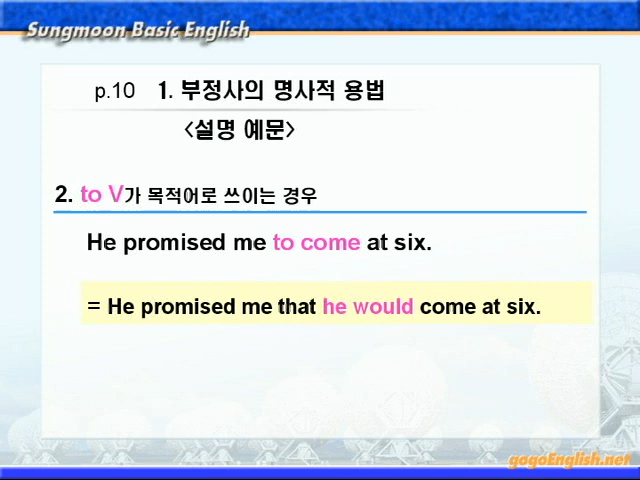 Sungmoon Basic English
p.10 1. 부정사의 명사적 용법
<설명 예문>
2. to V가 목적어로 쓰이는 경우
He promised me to come at six.
= He promised me that he would come at six.
gogoEnglish.net